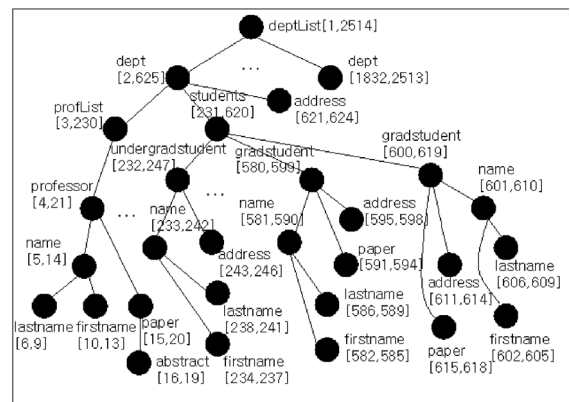 deptList[1,2514]
dept
[2,625]
...
dept
[1832,2513]
students
[231,620]
address
[621,624]
profList
[3,230]
undergradstudent
[232,247]
gradstudent
[580,599]
gradstudent
[600,619]
name
[601,610]
professor
[4,21]
...
name
[233,242]
...
name
[581,590]
address
[595,598]
name
[5,14]
address
[243,246]
paper
[591,594]
address
[611,614]
lastname
[606,609]
lastname
[6,9]
firstname
[10,13]
paper
[15,20]
lastname
[238,241]
lastname
[586,589]
abstract
[16,19]
firstname
[234,237]
firstname
[582,585]
paper
[615,618]
firstname
[602,605]